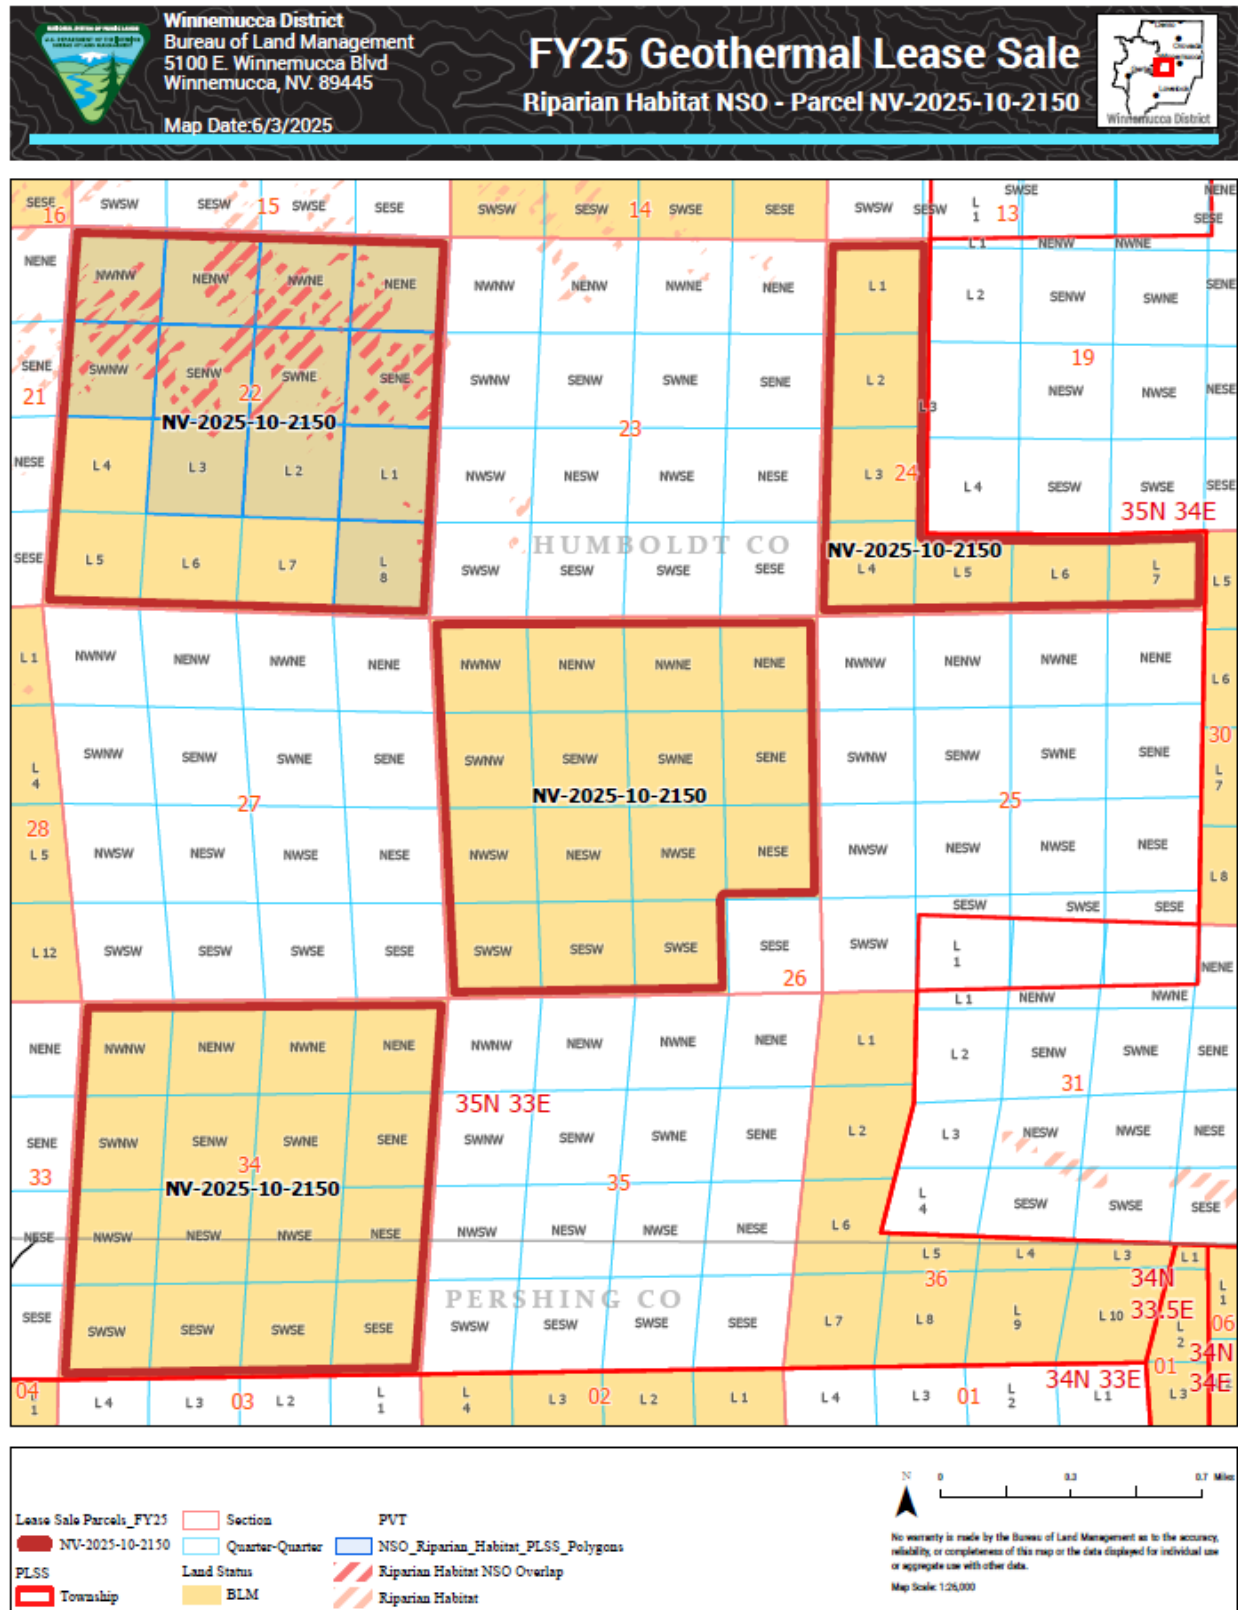 Winnemucca District
Bureau of Land Management
5100 E. Winnemucca Blvd
Winnemucca, NV. 89445
Map Date:6/3/2025
FY25 Geothermal Lease Sale
Riparian Habitat NSO - Parcel NV-2025-10-2150
Winnemucca District
SESE SWSW SESW SWSE SESE SWSW SESW SWSE SESE SWSW SESW L 1 SWSE NENE
16 15 14 13 SESE
NENE NWNW NENW NWNE NENE NWNW NENW NWNE NENE L 1 L 1 NENW NWNE
L 2 SENW SWNE SENE
SENE SWNW SENW SWNE SENE SWNW SENW SWNE SENE L 2 L 3 NESW NWSE NESE
21 22 23 19
NV-2025-10-2150
NESE L 4 L 3 L 2 L 1 NWSW NESW NWSE NESE L 3 24 L 4 SESW SWSE SESE
35N 34E
HUMBOLDT CO
NV-2025-10-2150
SESE L 5 L 6 L 7 L 8 SWSW SESW SWSE SESE L 4 L 5 L 6 L 7 L 5
L 1 NWNW NENW NWNE NENE NWNW NENW NWNE NENE NWNW NENW NWNE NENE L 6
30
L 4 SWNW SENW SWNE SENE SWNW SENW SWNE SENE SWNW SENW SWNE SENE L 7
27 NV-2025-10-2150 25
28
L 5 NWSW NESW NWSE NESE NWSW NESW NWSE NESE NWSW NESW NWSE NESE L 8
SESW SWSE SESE
L 12 SWSW SESW SWSE SESE SWSW SESW SWSE SESE SWSW L 1 NENE
26
L 1 NENW NWNE
NENE NWNW NENW NWNE NENE NWNW NENW NWNE NENE L 1 L 2 SENW SWNE SENE
31
35N 33E
SENE SWNW SENW SWNE SENE SWNW SENW SWNE SENE L 2 L 3 NESW NWSE NESE
33 34 35
NV-2025-10-2150
L 4 SESW SWSE SESE
NESE NWSW NESW NWSE NESE NWSW NESW NWSE NESE L 6
L 5 L 4 L 3 L 1
36 34N
PERSHING CO
33.5E
SESE SWSW SESW SWSE SESE SWSW SESW SWSE SESE L 7 L 8 L 9 L 10 L 2 L 1 06
34N
01
34N 33E 34E
04 1 L 4 L 3 03 L 2 L 1 L 4 L 3 02 L 2 L 1 L 4 L 3 01 L 2 L 1 L 3
Lease Sale Parcels_FY25
NV-2025-10-2150
PLSS
Township
Section
Quarter-Quarter
Land Status
BLM
PVT
NSO_Riparian_Habitat_PLSS_Polygons
Riparian Habitat NSO Overlap
Riparian Habitat
N
0 0.3 0.7 Miles
No warranty is made by the Bureau of Land Management as to the accuracy,
reliability, or completeness of this map or the data displayed for individual use
or aggregate use with other data.
Map Scale: 1:26,000